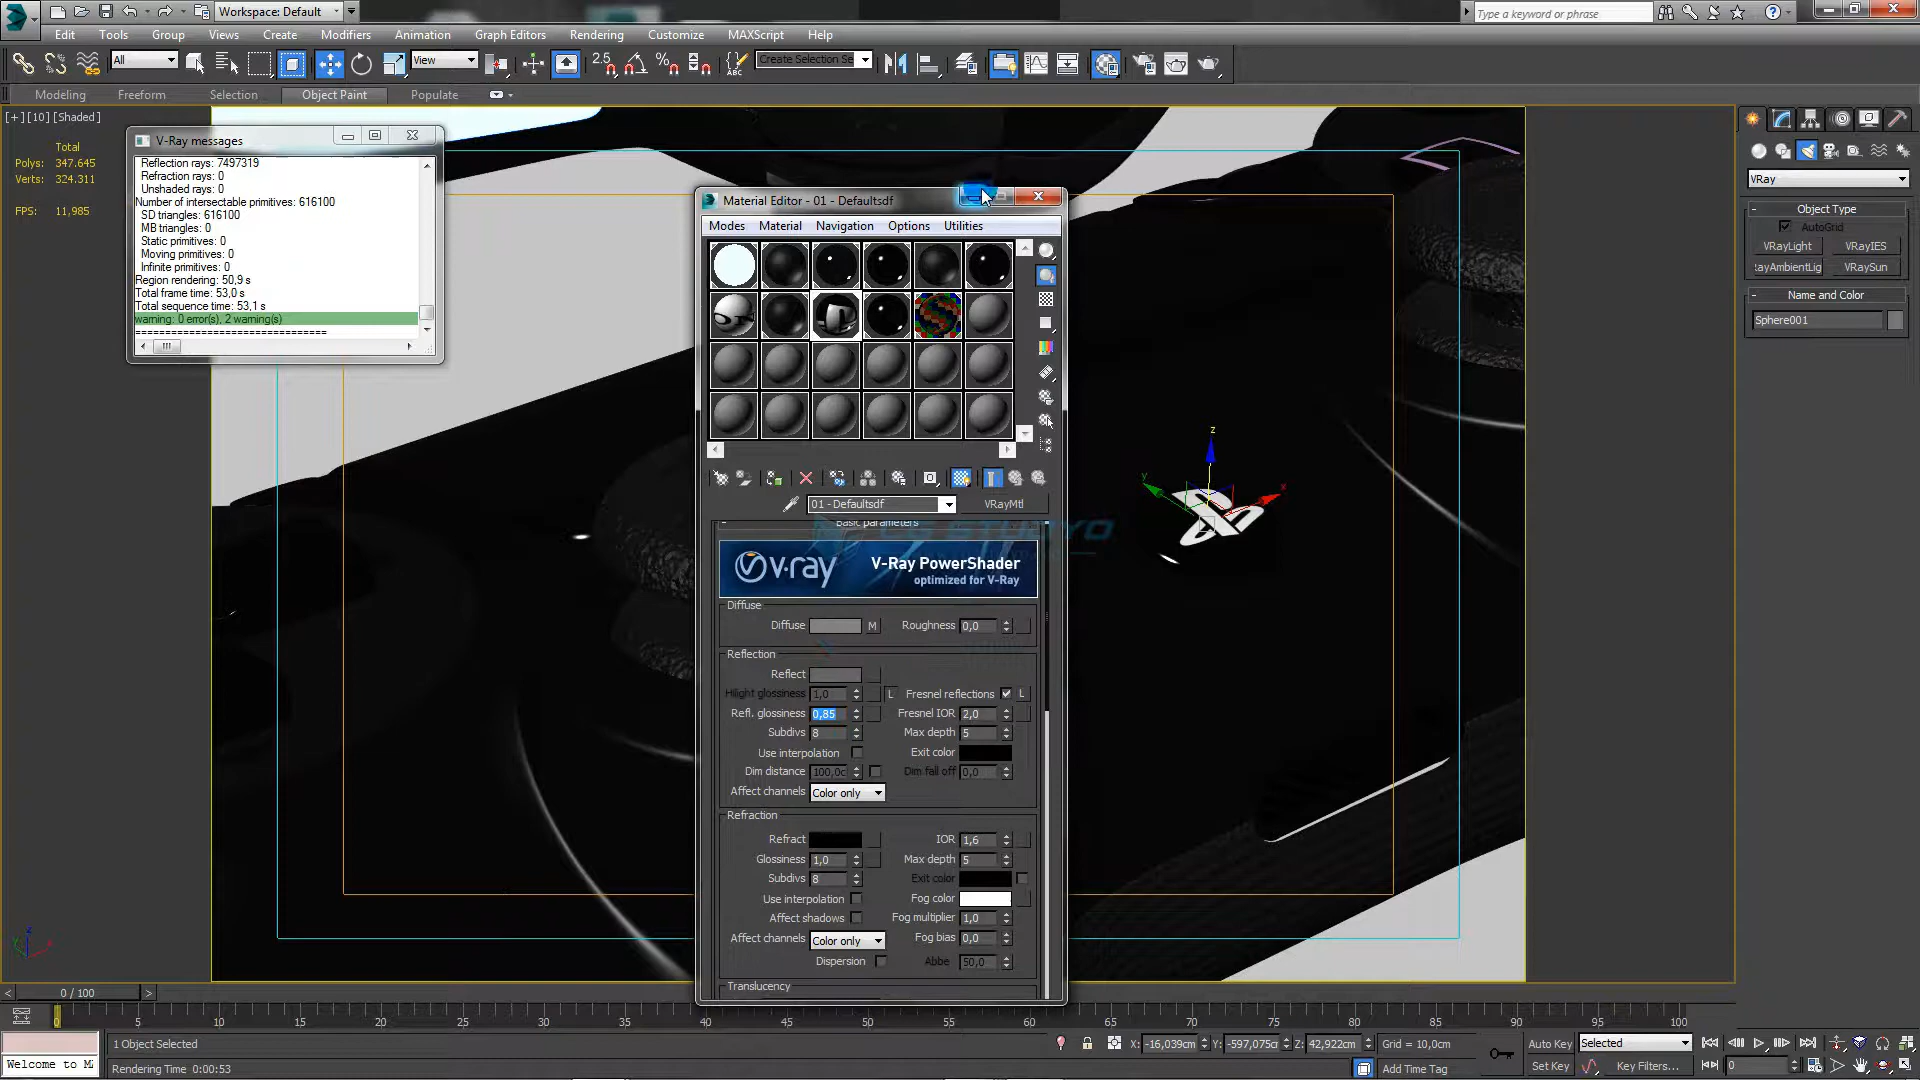 Workspace: Default
Type a keyword or phrase
Edit Tools Group Views Create Modifiers Animation Graph Editors Rendering Customize MAXScript Help
All View 2.5 Create Selection Se
Modeling Freeform Selection Object Paint Populate
[+] [10] [Shaded]
Total
Polys: 347.645
Verts: 324.311
FPS: 11,985
V-Ray messages
Reflection rays: 7497319
Refraction rays: 0
Unshaded rays: 0
Number of intersectable primitives: 616100
SD triangles: 616100
MB triangles: 0
Static primitives: 0
Moving primitives: 0
Infinite primitives: 0
Region rendering: 50,9 s
Total frame time: 53,0 s
Total sequence time: 53,1 s
warning: 0 error(s), 2 warning(s)
==============================
Material Editor - 01 - Defaultsdf
Modes Material Navigation Options Utilities
01 - Defaultsdf VRayMtl
Basic parameters
v·ray V-Ray PowerShader
optimized for V-Ray
Diffuse
Diffuse M Roughness 0,0
Reflection
Reflect
Hilight glossiness 1,0 L Fresnel reflections L
Refl. glossiness 0,85 Fresnel IOR 2,0
Subdivs 8 Max depth 5
Use interpolation Exit color
Dim distance 100,0c Dim fall off 0,0
Affect channels Color only
Refraction
Refract IOR 1,6
Glossiness 1,0 Max depth 5
Subdivs 8 Exit color
Use interpolation Fog color
Affect shadows Fog multiplier 1,0
Affect channels Color only Fog bias 0,0
Dispersion Abbe 50,0
Translucency
CG STUDYO
z
y x
VRay
Object Type
AutoGrid
VRayLight VRayIES
ayAmbientLig VRaySun
Name and Color
Sphere001
0 / 100
0 5 10 15 20 25 30 35 40 45 50 55 60 65 70 75 80 85 90 95 100
1 Object Selected X: -16,039cm Y: -597,075c Z: 42,922cm Grid = 10,0cm Auto Key Selected
Welcome to M Rendering Time 0:00:53 Add Time Tag Set Key Key Filters... 0